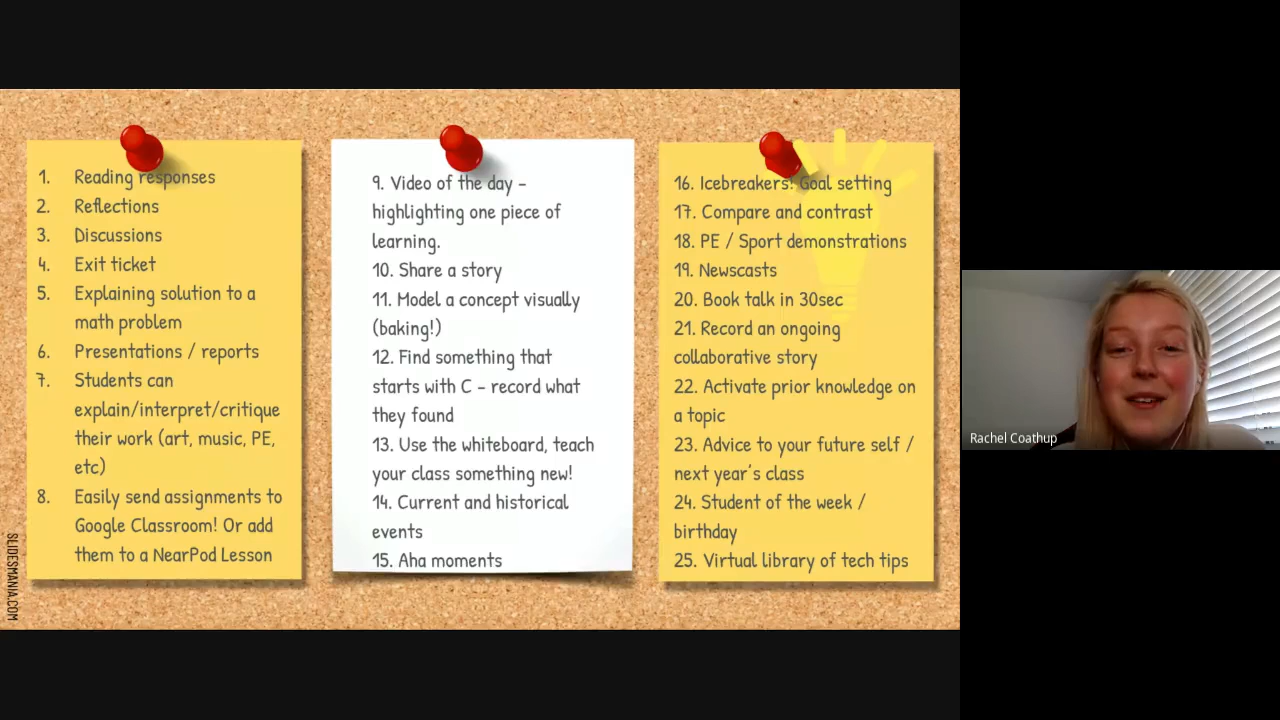 1. Reading responses
2. Reflections
3. Discussions
4. Exit ticket
5. Explaining solution to a
math problem
6. Presentations / reports
7. Students can
explain/interpret/critique
their work (art, music, PE,
etc)
8. Easily send assignments to
Google Classroom! Or add
them to a NearPod Lesson
9. Video of the day –
highlighting one piece of
learning.
10. Share a story
11. Model a concept visually
(baking!)
12. Find something that
starts with C – record what
they found
13. Use the whiteboard, teach
your class something new!
14. Current and historical
events
15. Aha moments
16. Icebreakers! Goal setting
17. Compare and contrast
18. PE / Sport demonstrations
19. Newscasts
20. Book talk in 30sec
21. Record an ongoing
collaborative story
22. Activate prior knowledge on
a topic
23. Advice to your future self /
next year's class
24. Student of the week /
birthday
25. Virtual library of tech tips
SLIDESMANIA.COM
Rachel Coathup